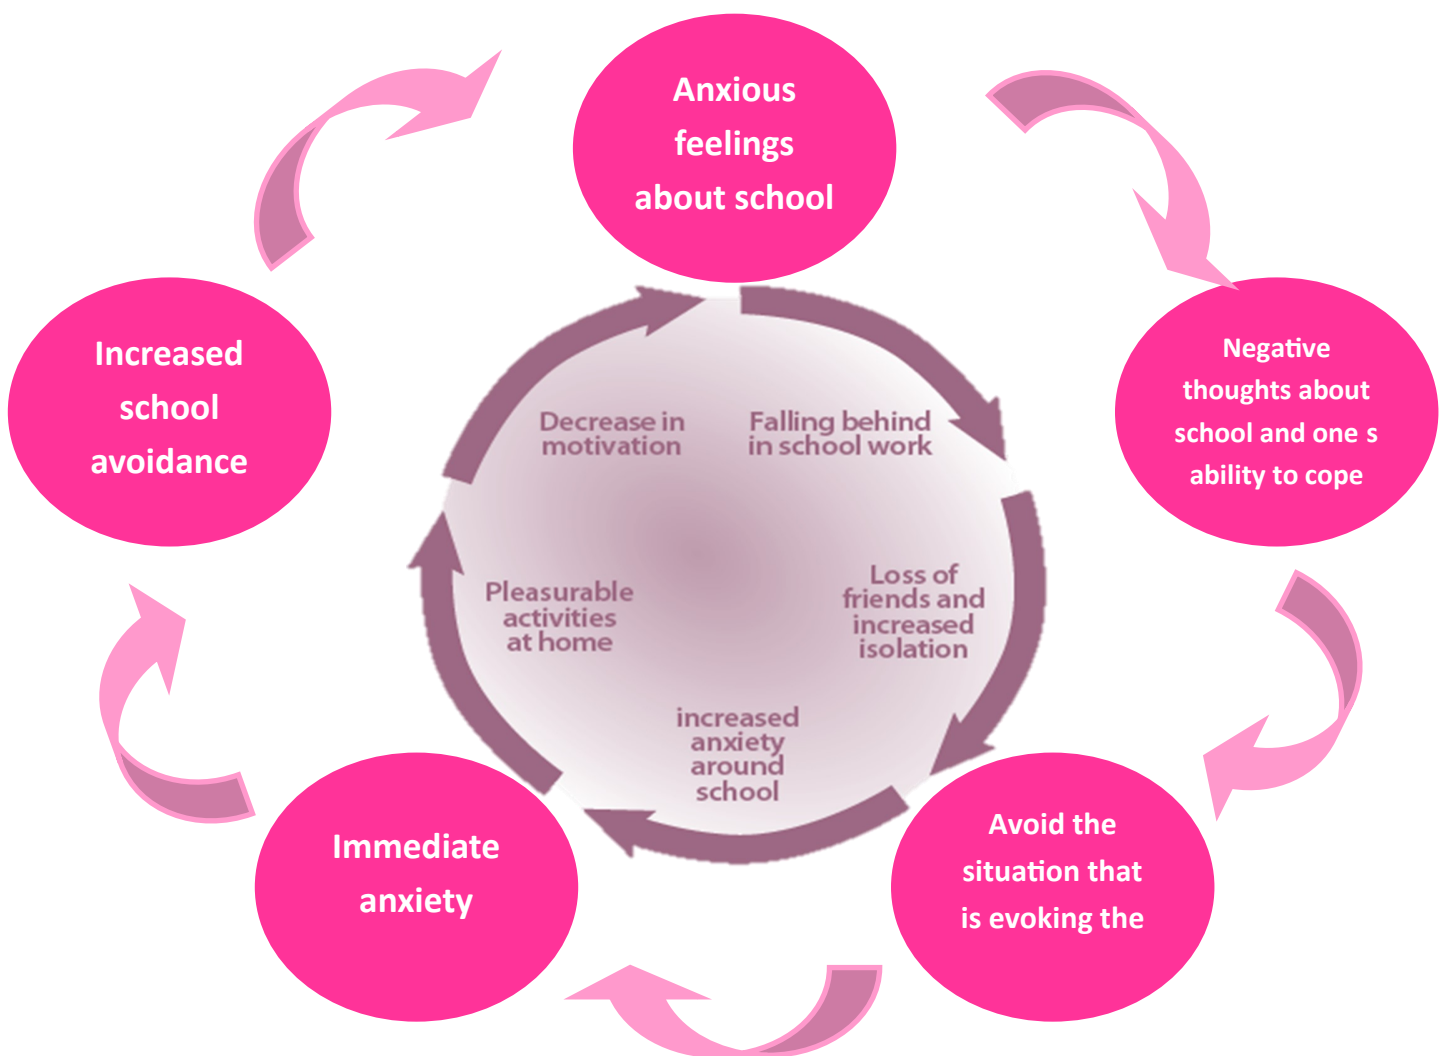 Anxious
feelings
about school
Negative
thoughts about
school and one s
ability to cope
Avoid the
situation that
is evoking the
Immediate
anxiety
Increased
school
avoidance
Falling behind
in school work
Loss of
friends and
increased
isolation
increased
anxiety
around
school
Pleasurable
activities
at home
Decrease in
motivation